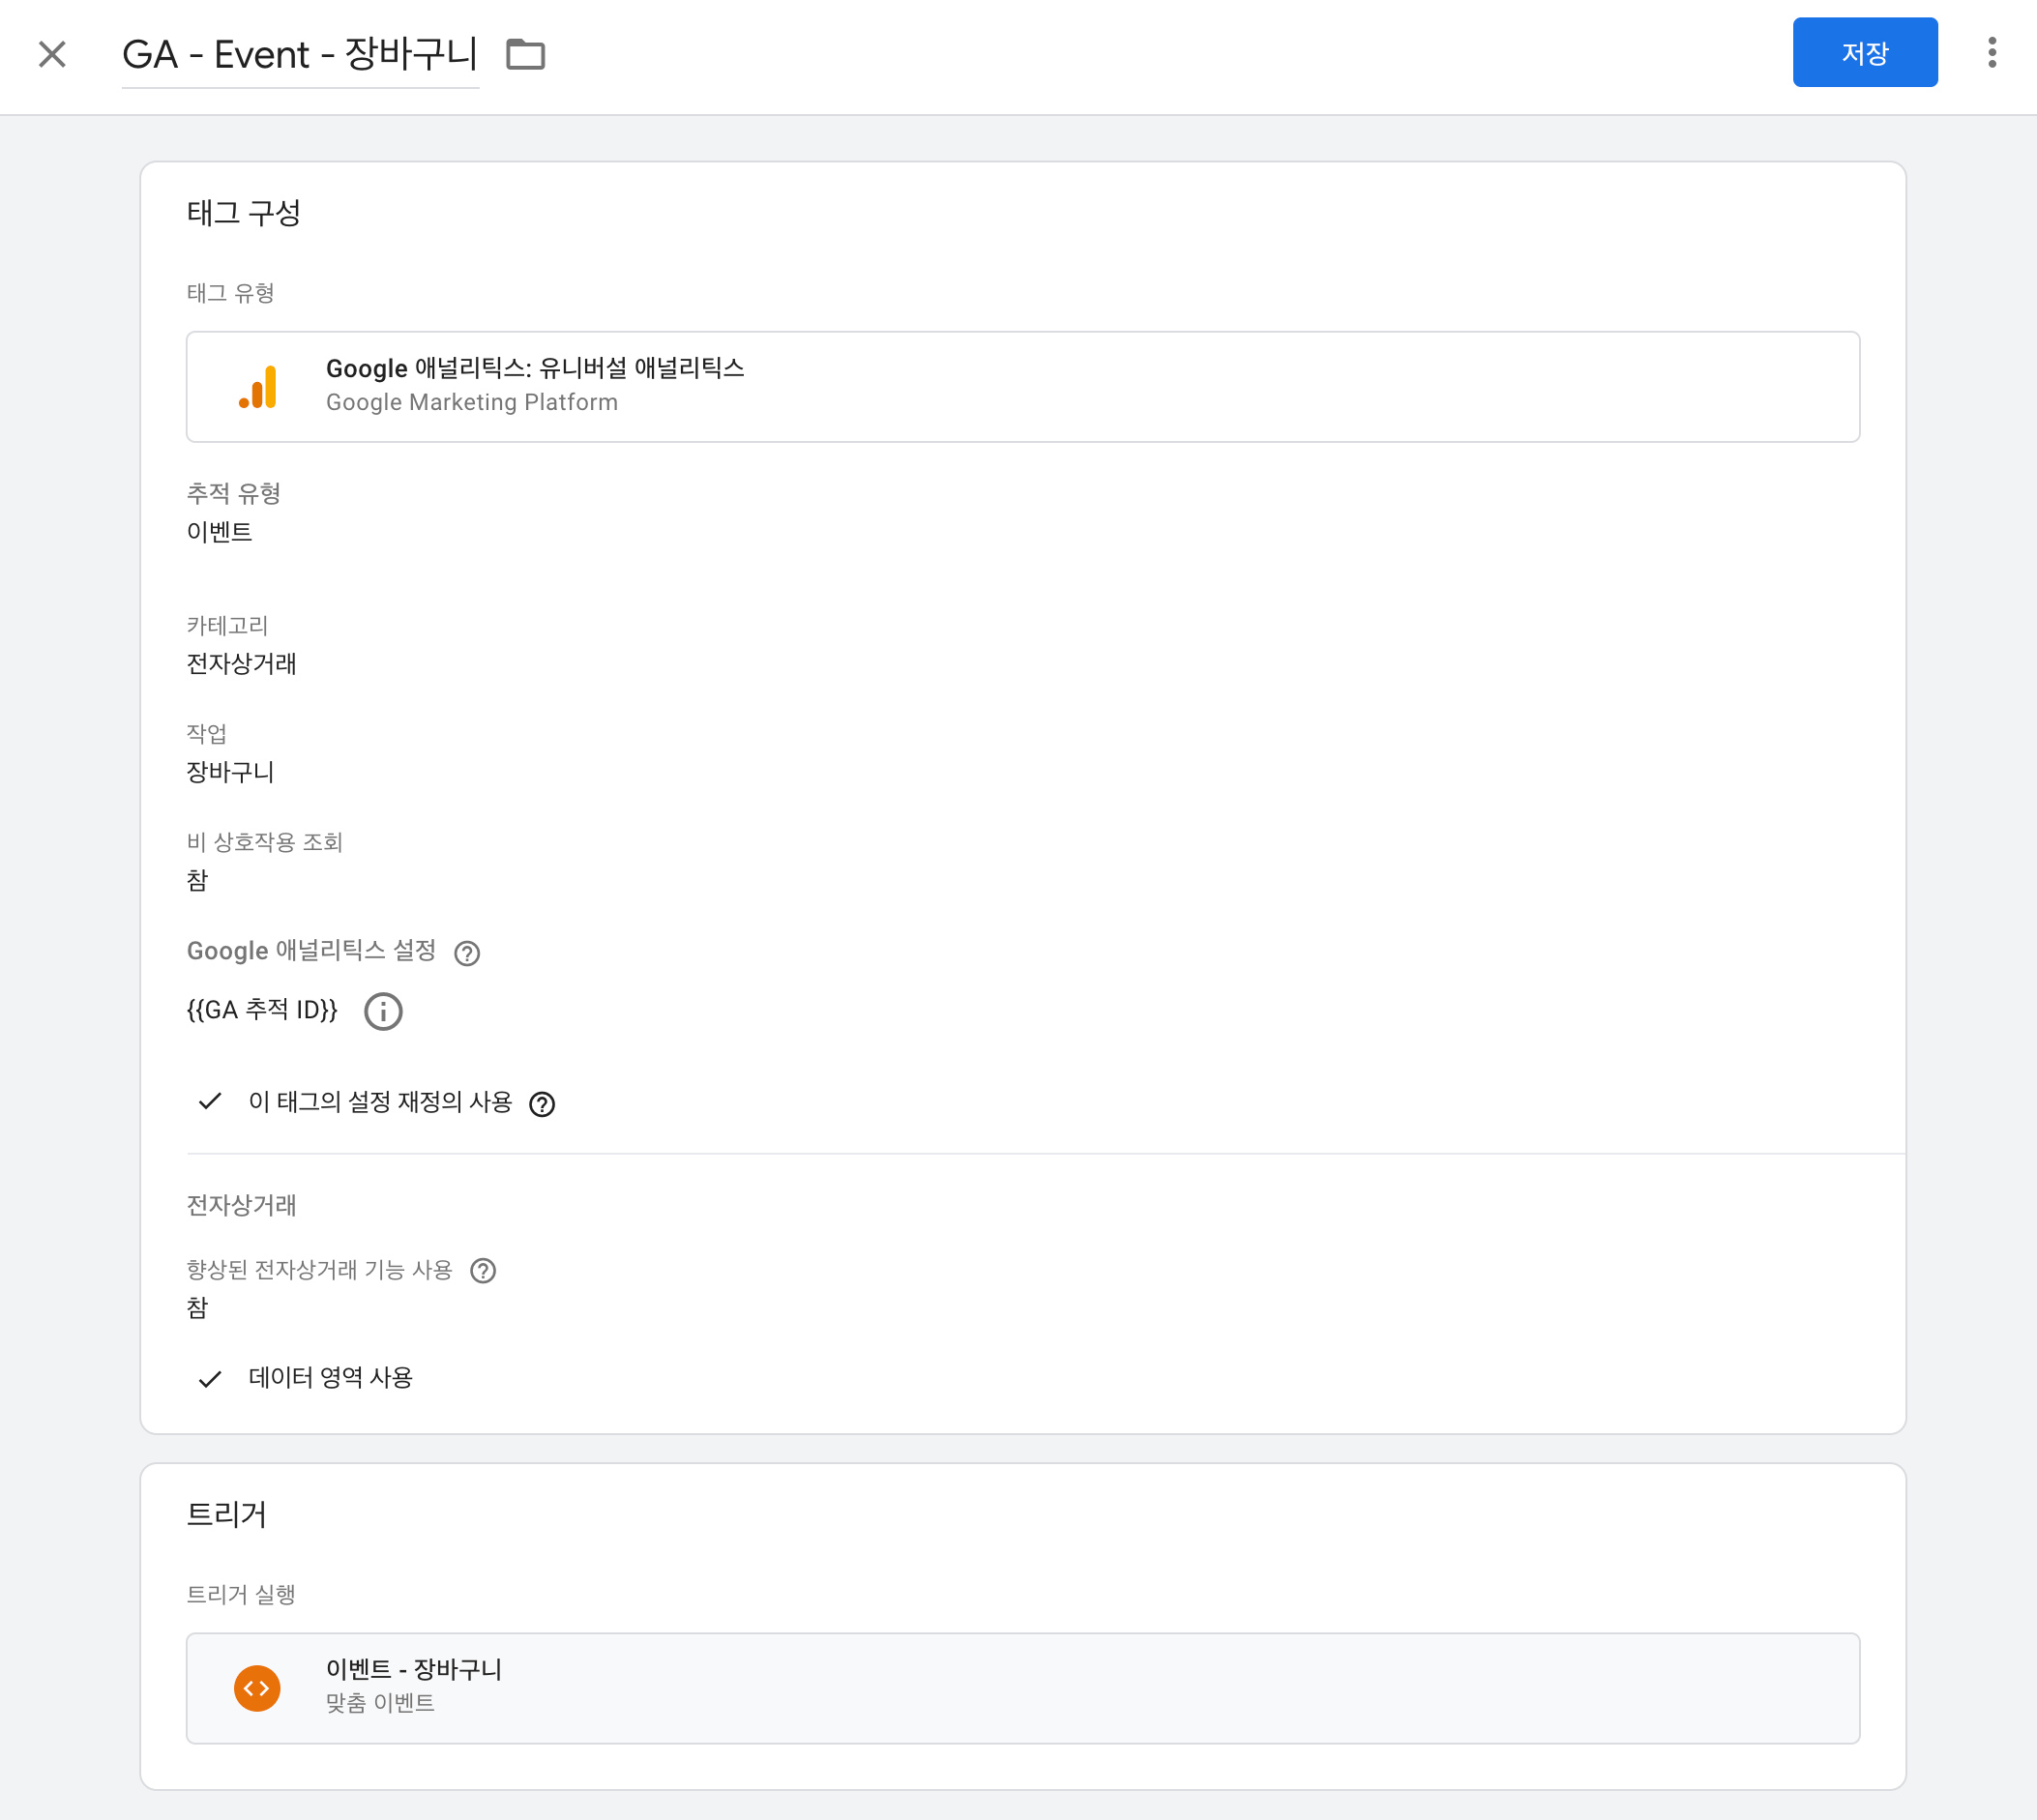 GA - Event - 장바구니
저장
태그 구성
태그 유형
Google 애널리틱스: 유니버설 애널리틱스
Google Marketing Platform
추적 유형
이벤트
카테고리
전자상거래
작업
장바구니
비 상호작용 조회
참
Google 애널리틱스 설정
{{GA 추적 ID}}
이 태그의 설정 재정의 사용
전자상거래
향상된 전자상거래 기능 사용
참
데이터 영역 사용
트리거
트리거 실행
이벤트 - 장바구니
맞춤 이벤트